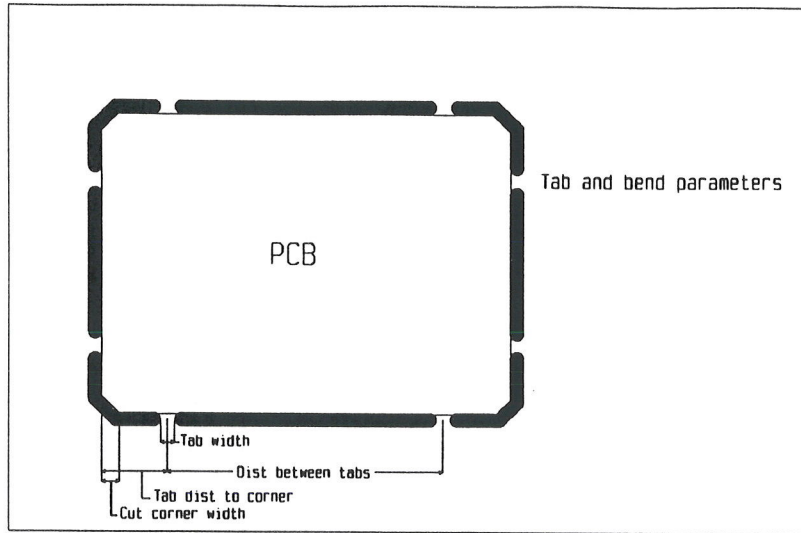 Tab and bend parameters
PCB
Tab width
Dist between tabs
Tab dist to corner
Cut corner width